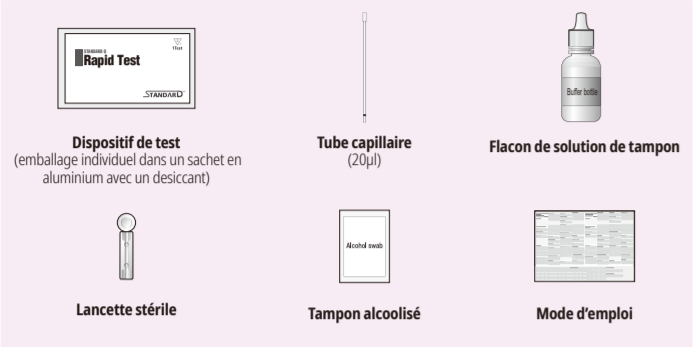 STANDARD Q
Rapid Test
1Test
STANDARD
Buffer bottle
Dispositif de test
(emballage individuel dans un sachet en
aluminium avec un desiccant)
Tube capillaire
(20µl)
Flacon de solution de tampon
Alcohol swab
Lancette stérile
Tampon alcoolisé
Mode d’emploi